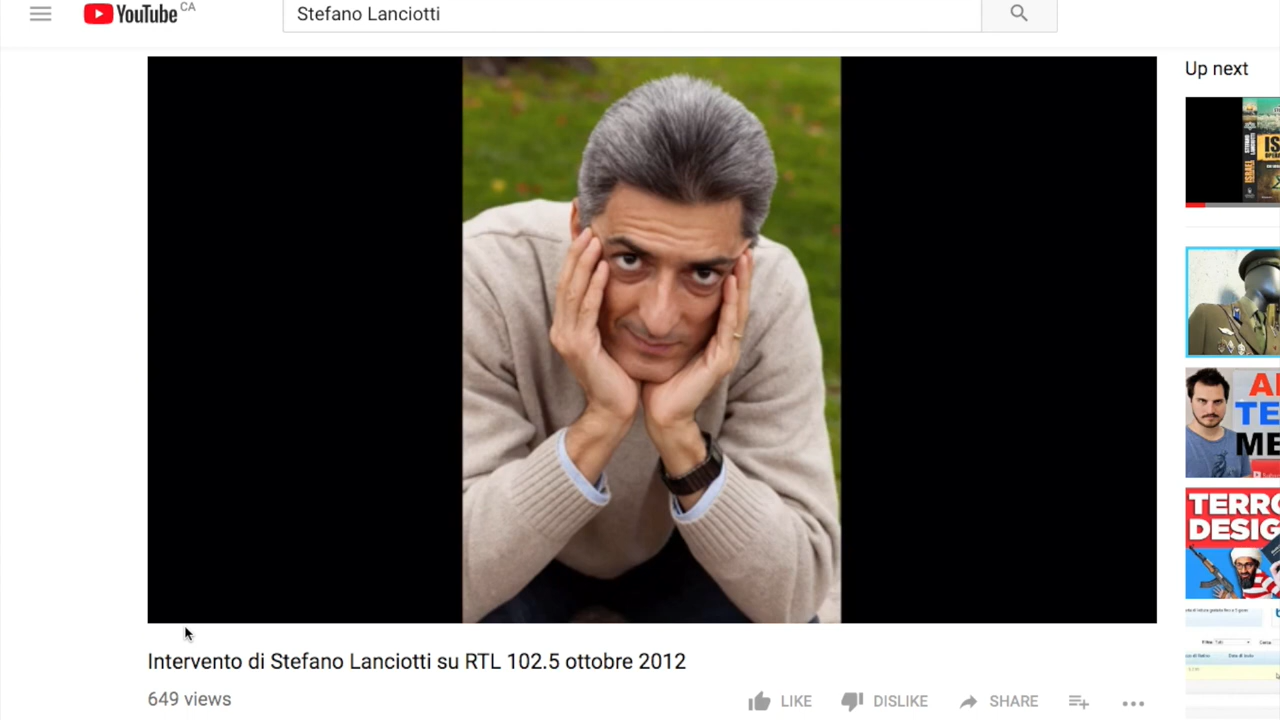 YouTube CA
Stefano Lanciotti
Up next
Intervento di Stefano Lanciotti su RTL 102.5 ottobre 2012
649 views
LIKE
DISLIKE
SHARE
TERRO
DESIG